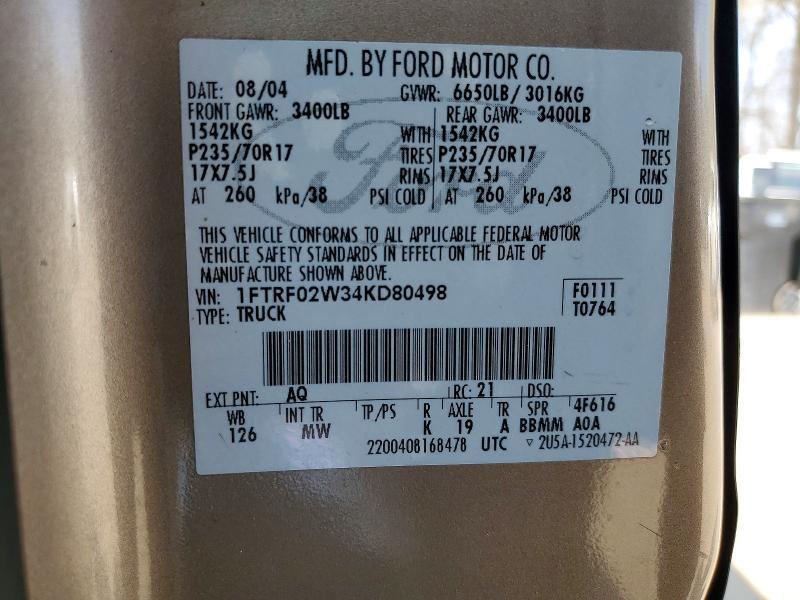 MFD. BY FORD MOTOR CO.
DATE: 08/04 GVWR: 6650LB/ 3016KG
FRONT GAWR: 3400LB REAR GAWR: 3400LB
1542KG WITH 1542KG WITH
P235/70R17 TIRES P235/70R17 TIRES
17X7.5J RIMS 17X7.5J RIMS
AT 260 kPa/38 PSI COLD AT 260 kPa/38 PSI COLD
Ford
THIS VEHICLE CONFORMS TO ALL APPLICABLE FEDERAL MOTOR
VEHICLE SAFETY STANDARDS IN EFFECT ON THE DATE OF
MANUFACTURE SHOWN ABOVE.
VIN: 1FTRF02W34KD80498 F0111
TYPE: TRUCK T0764
EXT PNT: AQ RC: 21 DSO:
WB INT TR TP/PS R AXLE TR SPR 4F616
126 MW K 19 A BBMM AOA
2200408168478 UTC ▽ 2U5A-1520472-AA